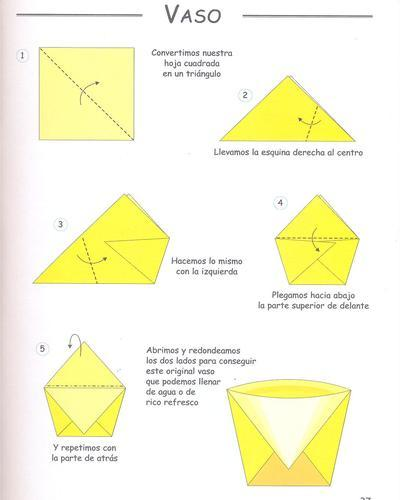 VASO
1
Convertimos nuestra
hoja cuadrada
en un triángulo
2
Llevamos la esquina derecha al centro
3
Hacemos lo mismo
con la izquierda
4
Plegamos hacia abajo
la parte superior de delante
5
Y repetimos con
la parte de atrás
Abrimos y redondeamos
los dos lados para conseguir
este original vaso
que podemos llenar
de agua o de
rico refresco